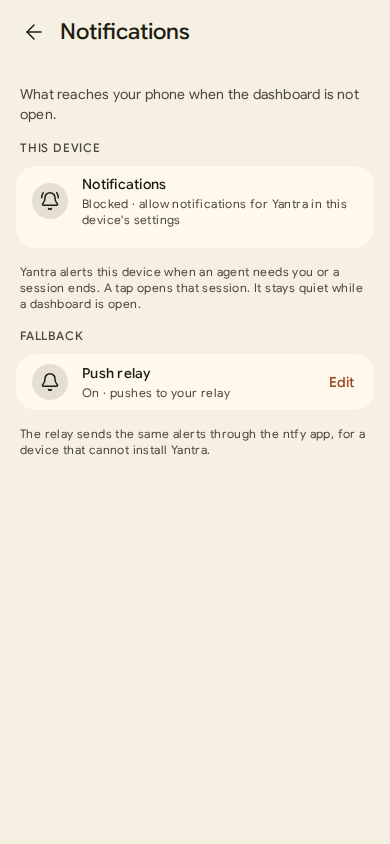 Notifications
What reaches your phone when the dashboard is not
open.
THIS DEVICE
Notifications
Blocked · allow notifications for Yantra in this
device's settings
Yantra alerts this device when an agent needs you or a
session ends. A tap opens that session. It stays quiet while
a dashboard is open.
FALLBACK
Push relay
On · pushes to your relay
Edit
The relay sends the same alerts through the ntfy app, for a
device that cannot install Yantra.